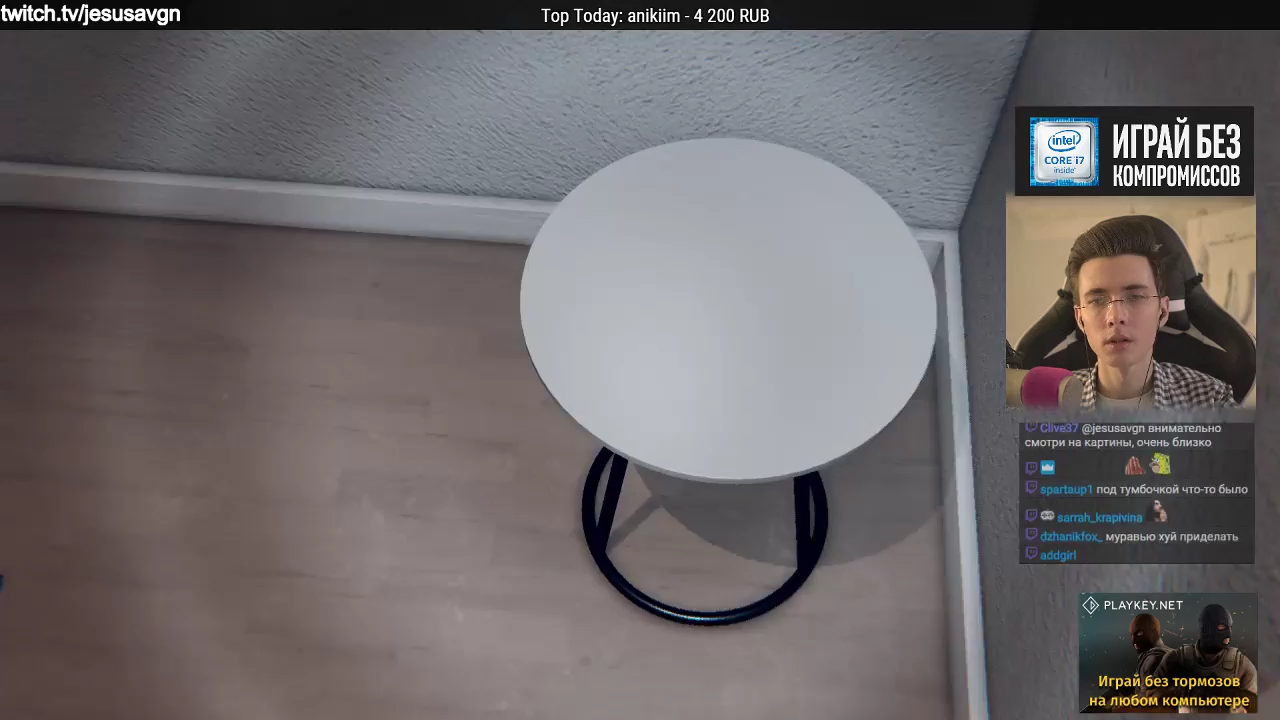 twitch.tv/jesusavgn
Top Today: anikiim - 4 200 RUB
intel
CORE i7
inside
ИГРАЙ БЕЗ
КОМПРОМИССОВ
Clive37 @jesusavgn внимательно
смотри на картины, очень близко
spartaup1 под тумбочкой что-то было
sarrah_krapivina
dzhanikfox_ муравью хуй приделать
addgirl
PLAYKEY.NET
Играй без тормозов
на любом компьютере